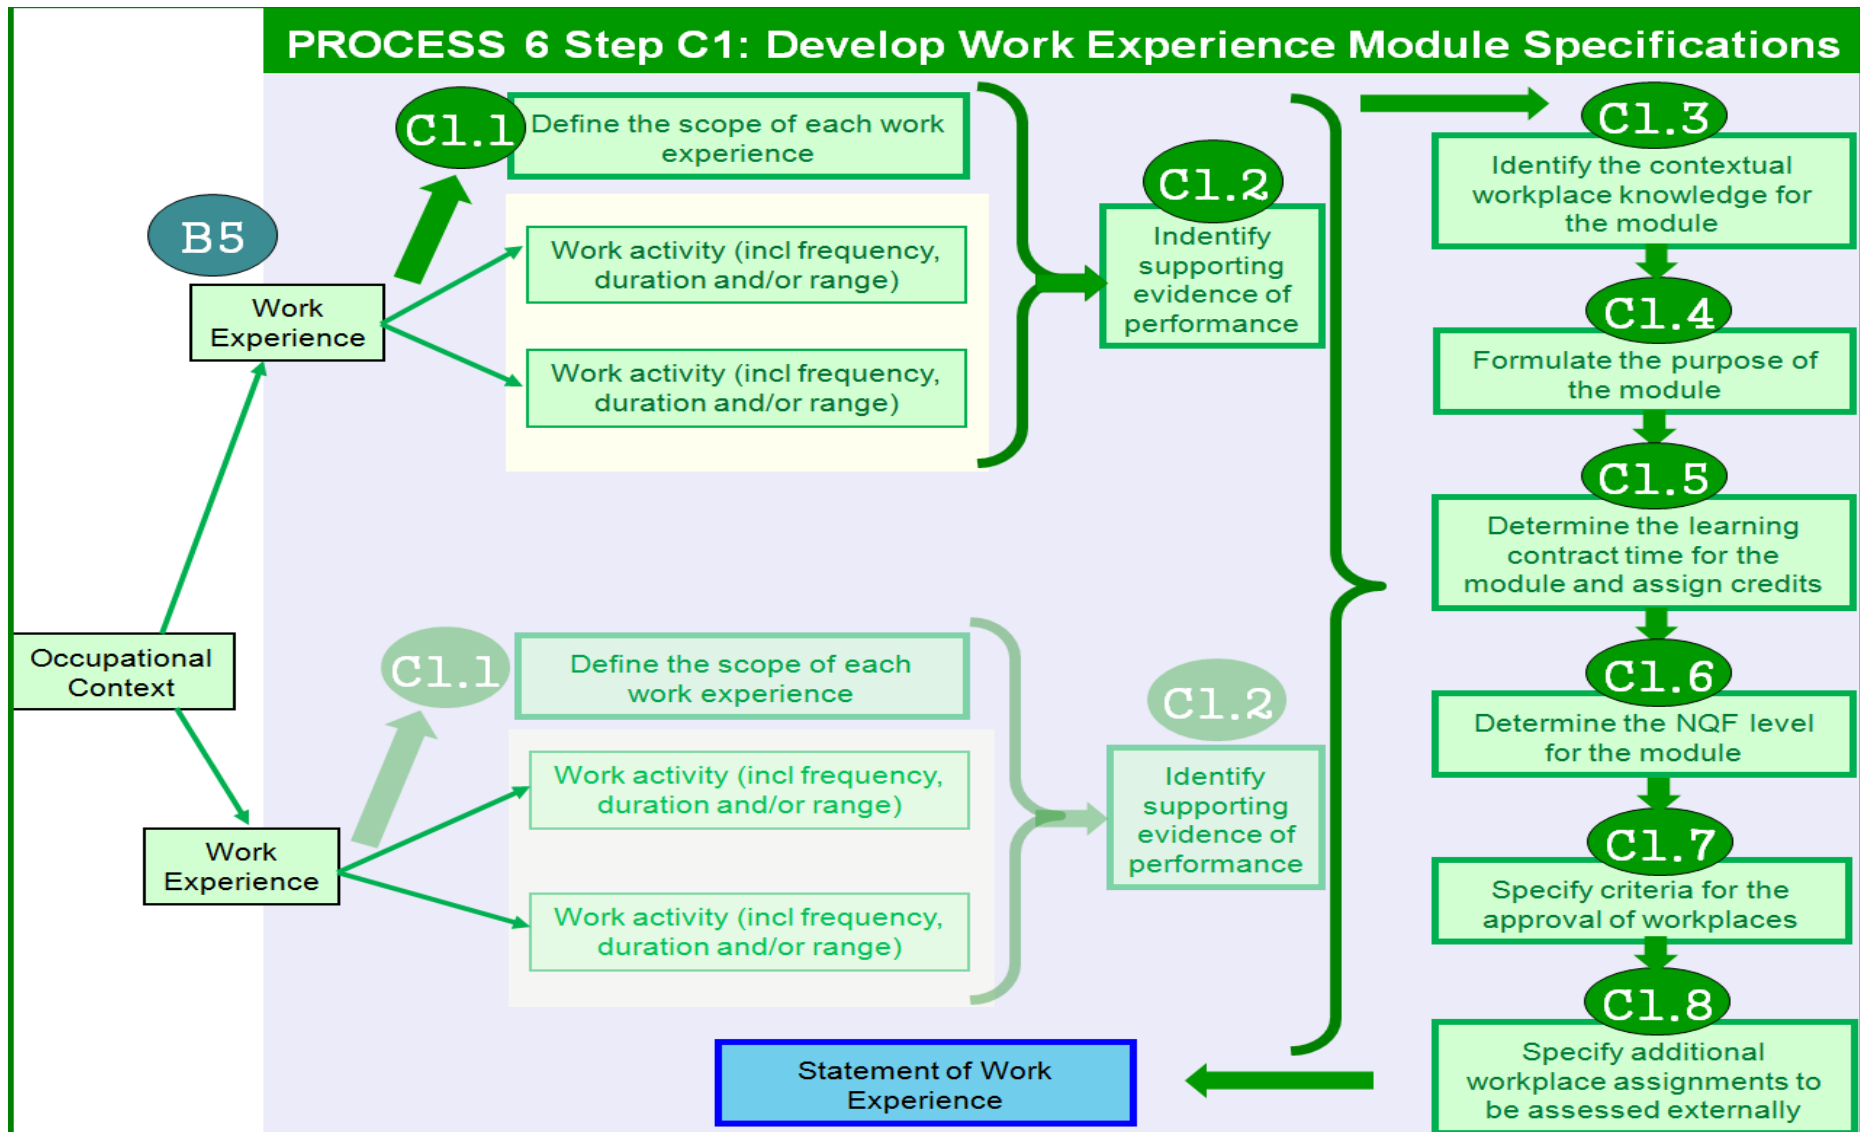 PROCESS 6 Step C1: Develop Work Experience Module Specifications
C1.1
Define the scope of each work
experience
B5
Work
Experience
Work activity (incl frequency,
duration and/or range)
Work activity (incl frequency,
duration and/or range)
C1.2
Indentify
supporting
evidence of
performance
Occupational
Context
C1.1
Define the scope of each
work experience
Work
Experience
Work activity (incl frequency,
duration and/or range)
Work activity (incl frequency,
duration and/or range)
C1.2
Identify
supporting
evidence of
performance
C1.3
Identify the contextual
workplace knowledge for
the module
C1.4
Formulate the purpose of
the module
C1.5
Determine the learning
contract time for the
module and assign credits
C1.6
Determine the NQF level
for the module
C1.7
Specify criteria for the
approval of workplaces
C1.8
Specify additional
workplace assignments to
be assessed externally
Statement of Work
Experience